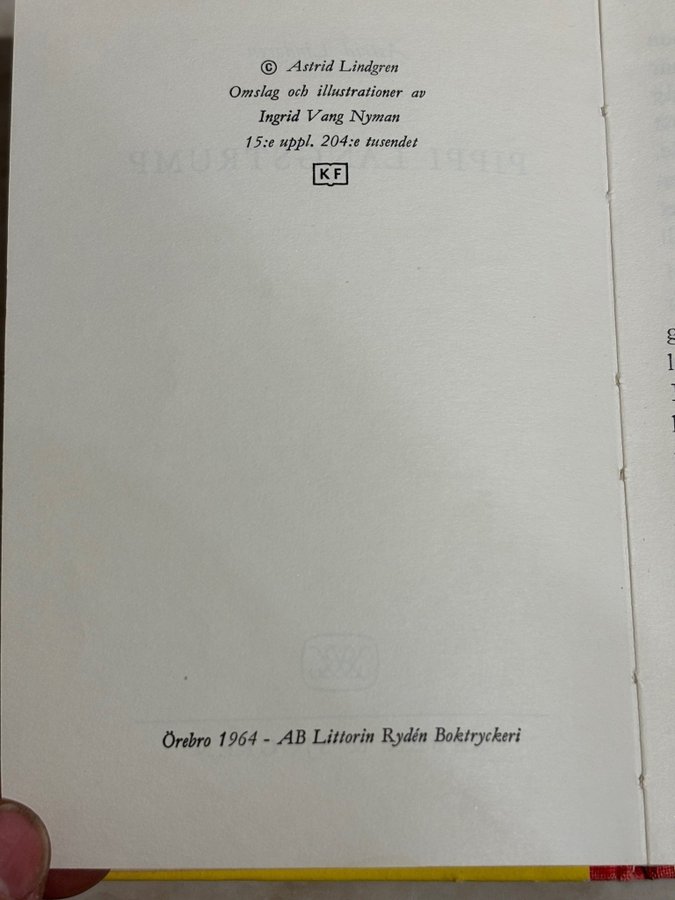 © Astrid Lindgren
Omslag och illustrationer av
Ingrid Vang Nyman
15:e uppl. 204:e tusendet
KF
Örebro 1964 - AB Littorin Rydén Boktryckeri